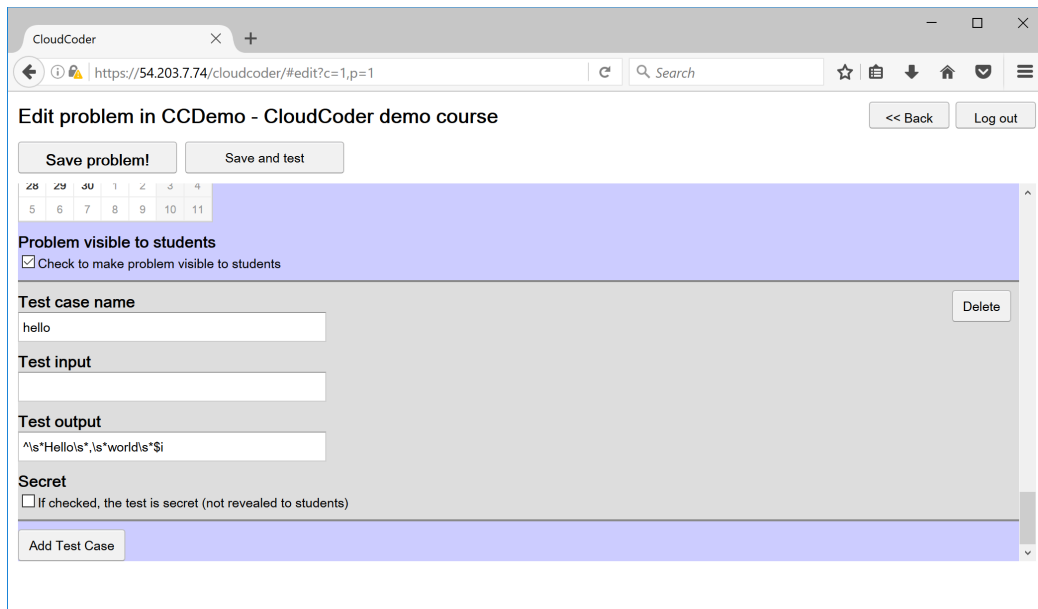 CloudCoder
https://54.203.7.74/cloudcoder/#edit?c=1,p=1
Search
Edit problem in CCDemo - CloudCoder demo course
<< Back
Log out
Save problem!
Save and test
28 29 30 1 2 3 4
5 6 7 8 9 10 11
Problem visible to students
Check to make problem visible to students
Test case name
Delete
hello
Test input
Test output
^\s*Hello\s*,\s*world\s*$i
Secret
If checked, the test is secret (not revealed to students)
Add Test Case